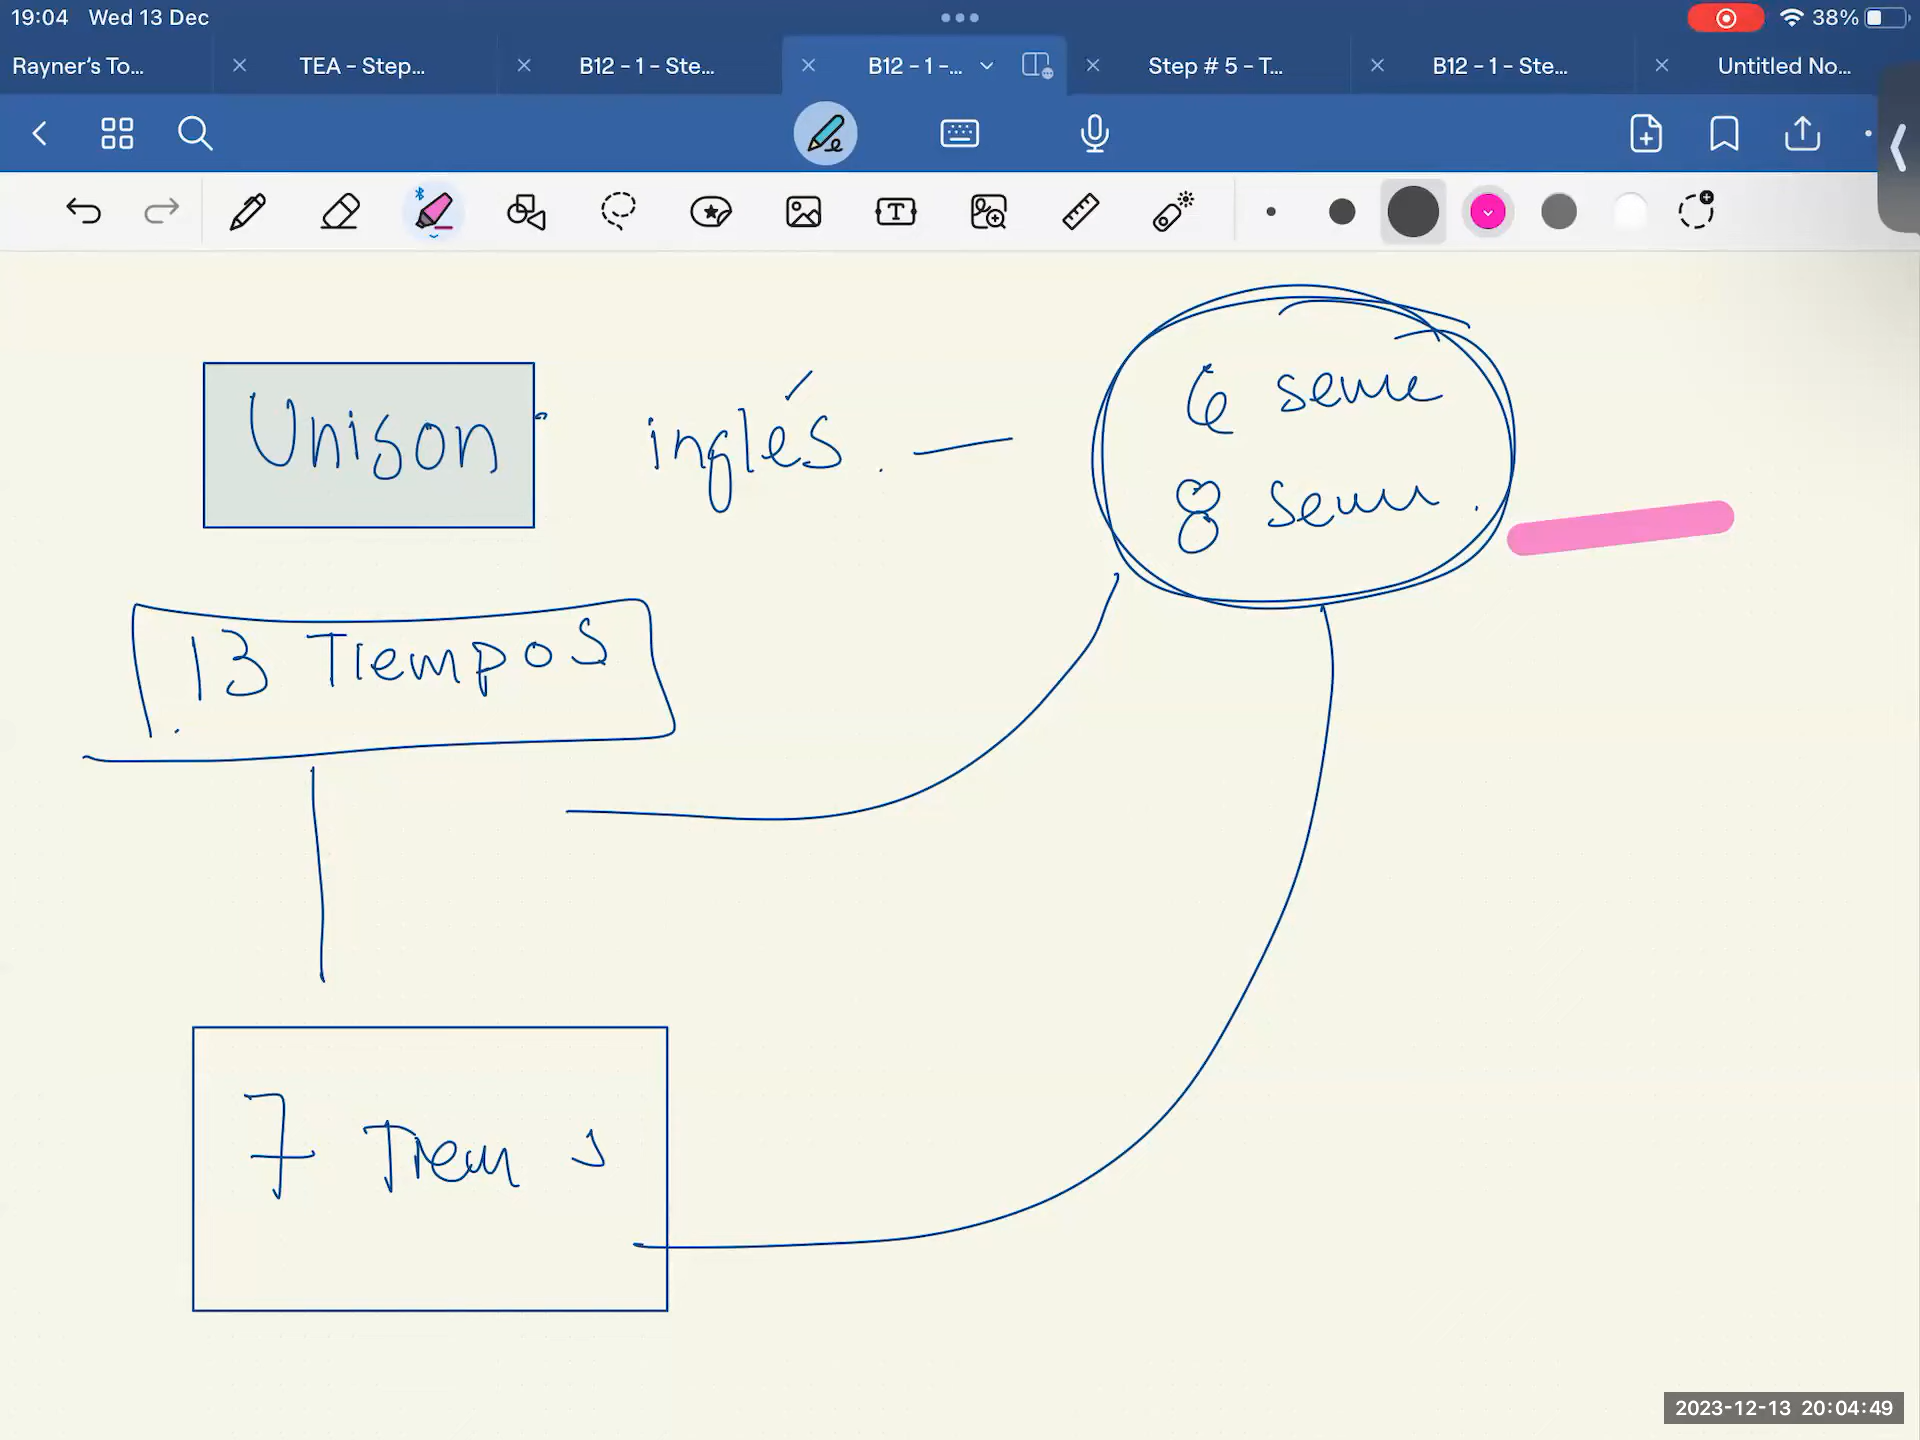 19:04 Wed 13 Dec
38%
Rayner's To...
TEA - Step...
B12 - 1 - Ste...
B12 - 1 -...
Step # 5 - T...
B12 - 1 - Ste...
Untitled No...
Unison inglés. — 6 seme
8 sem.
13 Tiempos
7 Tiem s
2023-12-13 20:04:49